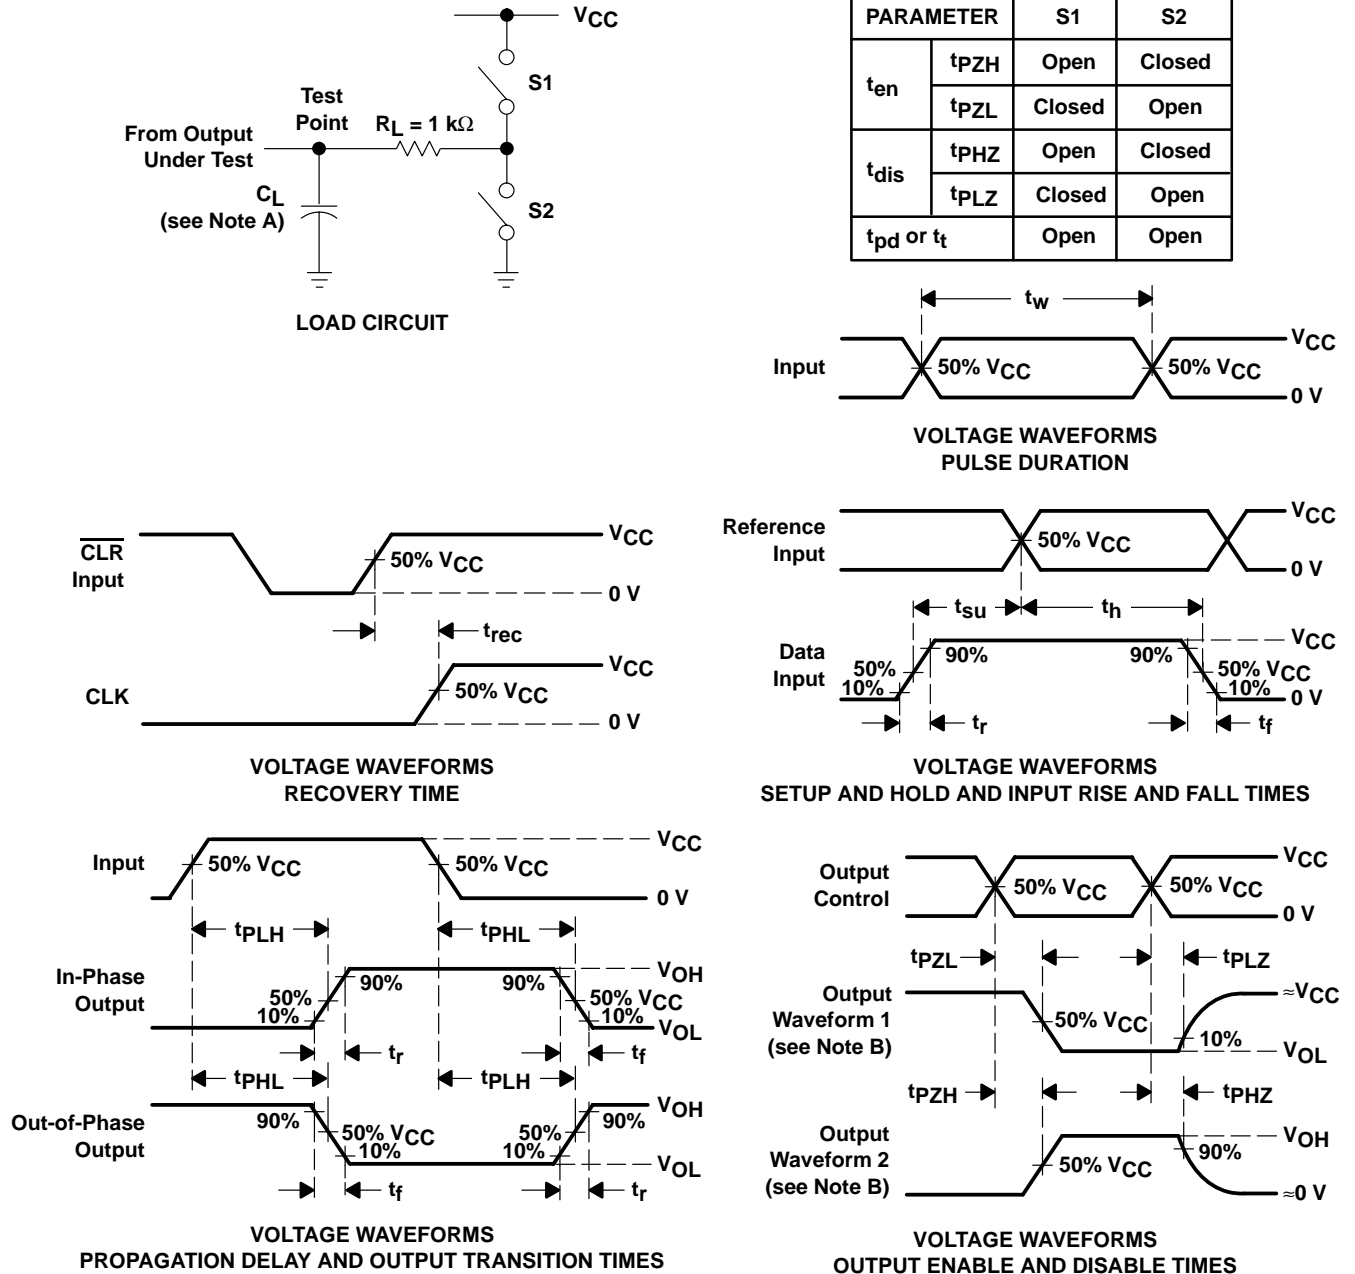 VCC
S1
Test Point
RL = 1 kΩ
From Output Under Test
CL
(see Note A)
S2
LOAD CIRCUIT
PARAMETER S1 S2
ten tPZH Open Closed
tPZL Closed Open
tdis tPHZ Open Closed
tPLZ Closed Open
tpd or tt Open Open
tw
VCC
Input
50% VCC
50% VCC
0 V
VOLTAGE WAVEFORMS
PULSE DURATION
CLR
Input
VCC
50% VCC
0 V
trec
CLK
VCC
50% VCC
0 V
VOLTAGE WAVEFORMS
RECOVERY TIME
Reference
Input
VCC
50% VCC
0 V
tsu
th
Data
Input
VCC
90%
90%
50%
50% VCC
10%
10%
0 V
tr
tf
VOLTAGE WAVEFORMS
SETUP AND HOLD AND INPUT RISE AND FALL TIMES
Input
VCC
50% VCC
50% VCC
0 V
tPLH
tPHL
In-Phase
Output
VOH
90%
90%
50%
50% VCC
10%
10%
VOL
tr
tf
tPHL
tPLH
Out-of-Phase
Output
VOH
90%
90%
50% VCC
50%
10%
10%
VOL
tf
tr
VOLTAGE WAVEFORMS
PROPAGATION DELAY AND OUTPUT TRANSITION TIMES
Output
Control
VCC
50% VCC
50% VCC
0 V
tPZL
tPLZ
Output
Waveform 1
(see Note B)
≈VCC
50% VCC
10%
VOL
tPZH
tPHZ
Output
Waveform 2
(see Note B)
VOH
50% VCC
90%
≈0 V
VOLTAGE WAVEFORMS
OUTPUT ENABLE AND DISABLE TIMES